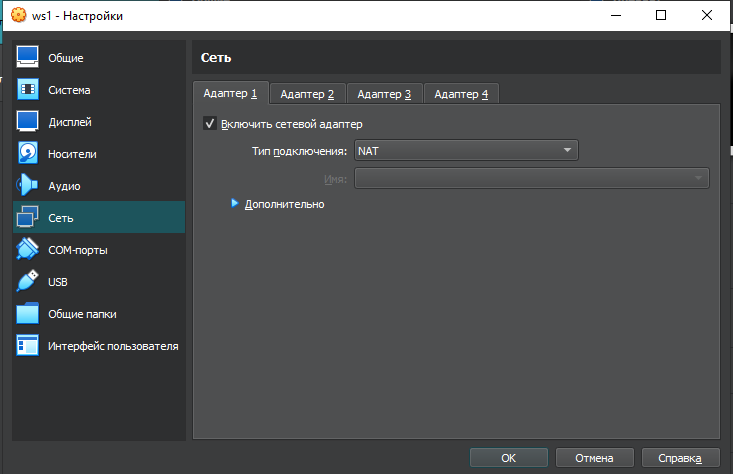 ws1 - Настройки
Общие
Система
Дисплей
Носители
Аудио
Сеть
COM-порты
USB
Общие папки
Интерфейс пользователя
Сеть
Адаптер 1 Адаптер 2 Адаптер 3 Адаптер 4
Включить сетевой адаптер
Тип подключения: NAT
Имя:
Дополнительно
OK Отмена Справка